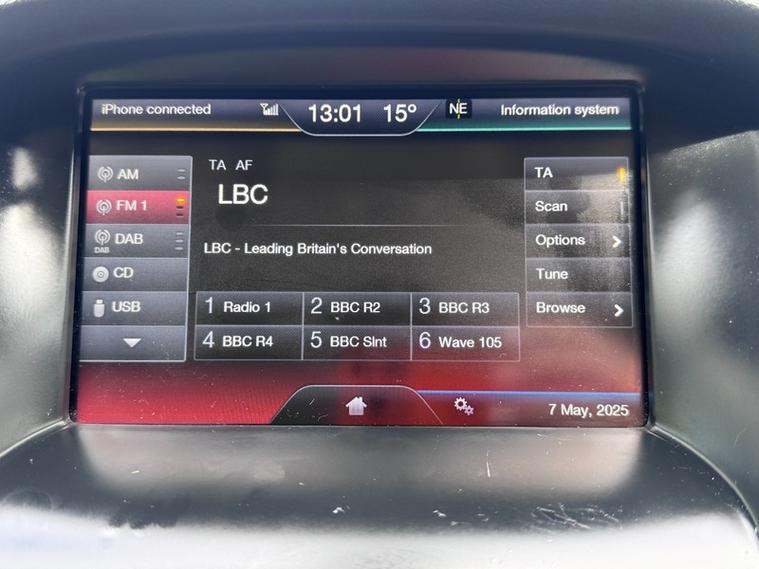 iPhone connected 13:01 15° NE Information system
AM
FM 1
DAB
DAB
CD
USB
TA AF
LBC
LBC - Leading Britain's Conversation
1 Radio 1 2 BBC R2 3 BBC R3
4 BBC R4 5 BBC Slnt 6 Wave 105
TA
Scan
Options
Tune
Browse
7 May, 2025